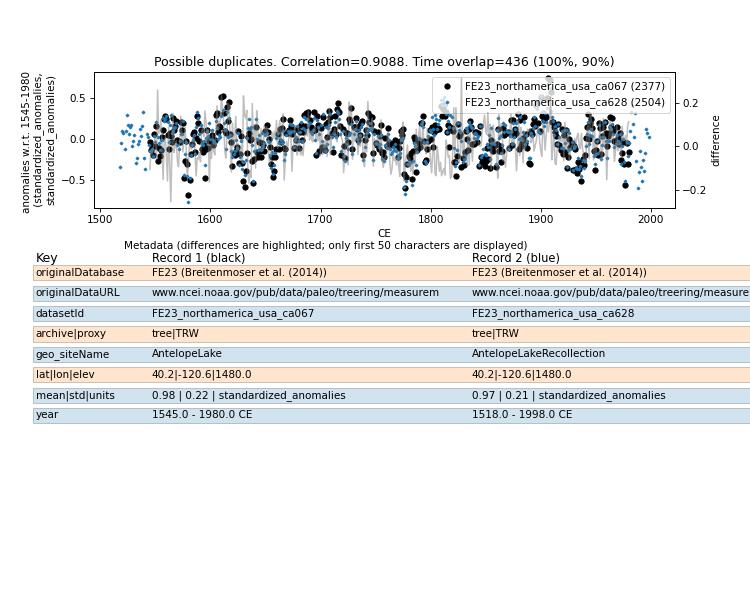 Possible duplicates. Correlation=0.9088. Time overlap=436 (100%, 90%)
anomalies w.r.t. 1545-1980
(standardized_anomalies,
standardized_anomalies)
0.5
0.0
−0.5
FE23_northamerica_usa_ca067 (2377)
FE23_northamerica_usa_ca628 (2504)
0.2
0.0
−0.2
difference
1500 1600 1700 1800 1900 2000
CE
Metadata (differences are highlighted; only first 50 characters are displayed)
Key Record 1 (black) Record 2 (blue)
originalDatabase FE23 (Breitenmoser et al. (2014)) FE23 (Breitenmoser et al. (2014))
originalDataURL www.ncei.noaa.gov/pub/data/paleo/treering/measurem www.ncei.noaa.gov/pub/data/paleo/treering/measure
datasetId FE23_northamerica_usa_ca067 FE23_northamerica_usa_ca628
archive|proxy tree|TRW tree|TRW
geo_siteName AntelopeLake AntelopeLakeRecollection
lat|lon|elev 40.2|-120.6|1480.0 40.2|-120.6|1480.0
mean|std|units 0.98 | 0.22 | standardized_anomalies 0.97 | 0.21 | standardized_anomalies
year 1545.0 - 1980.0 CE 1518.0 - 1998.0 CE